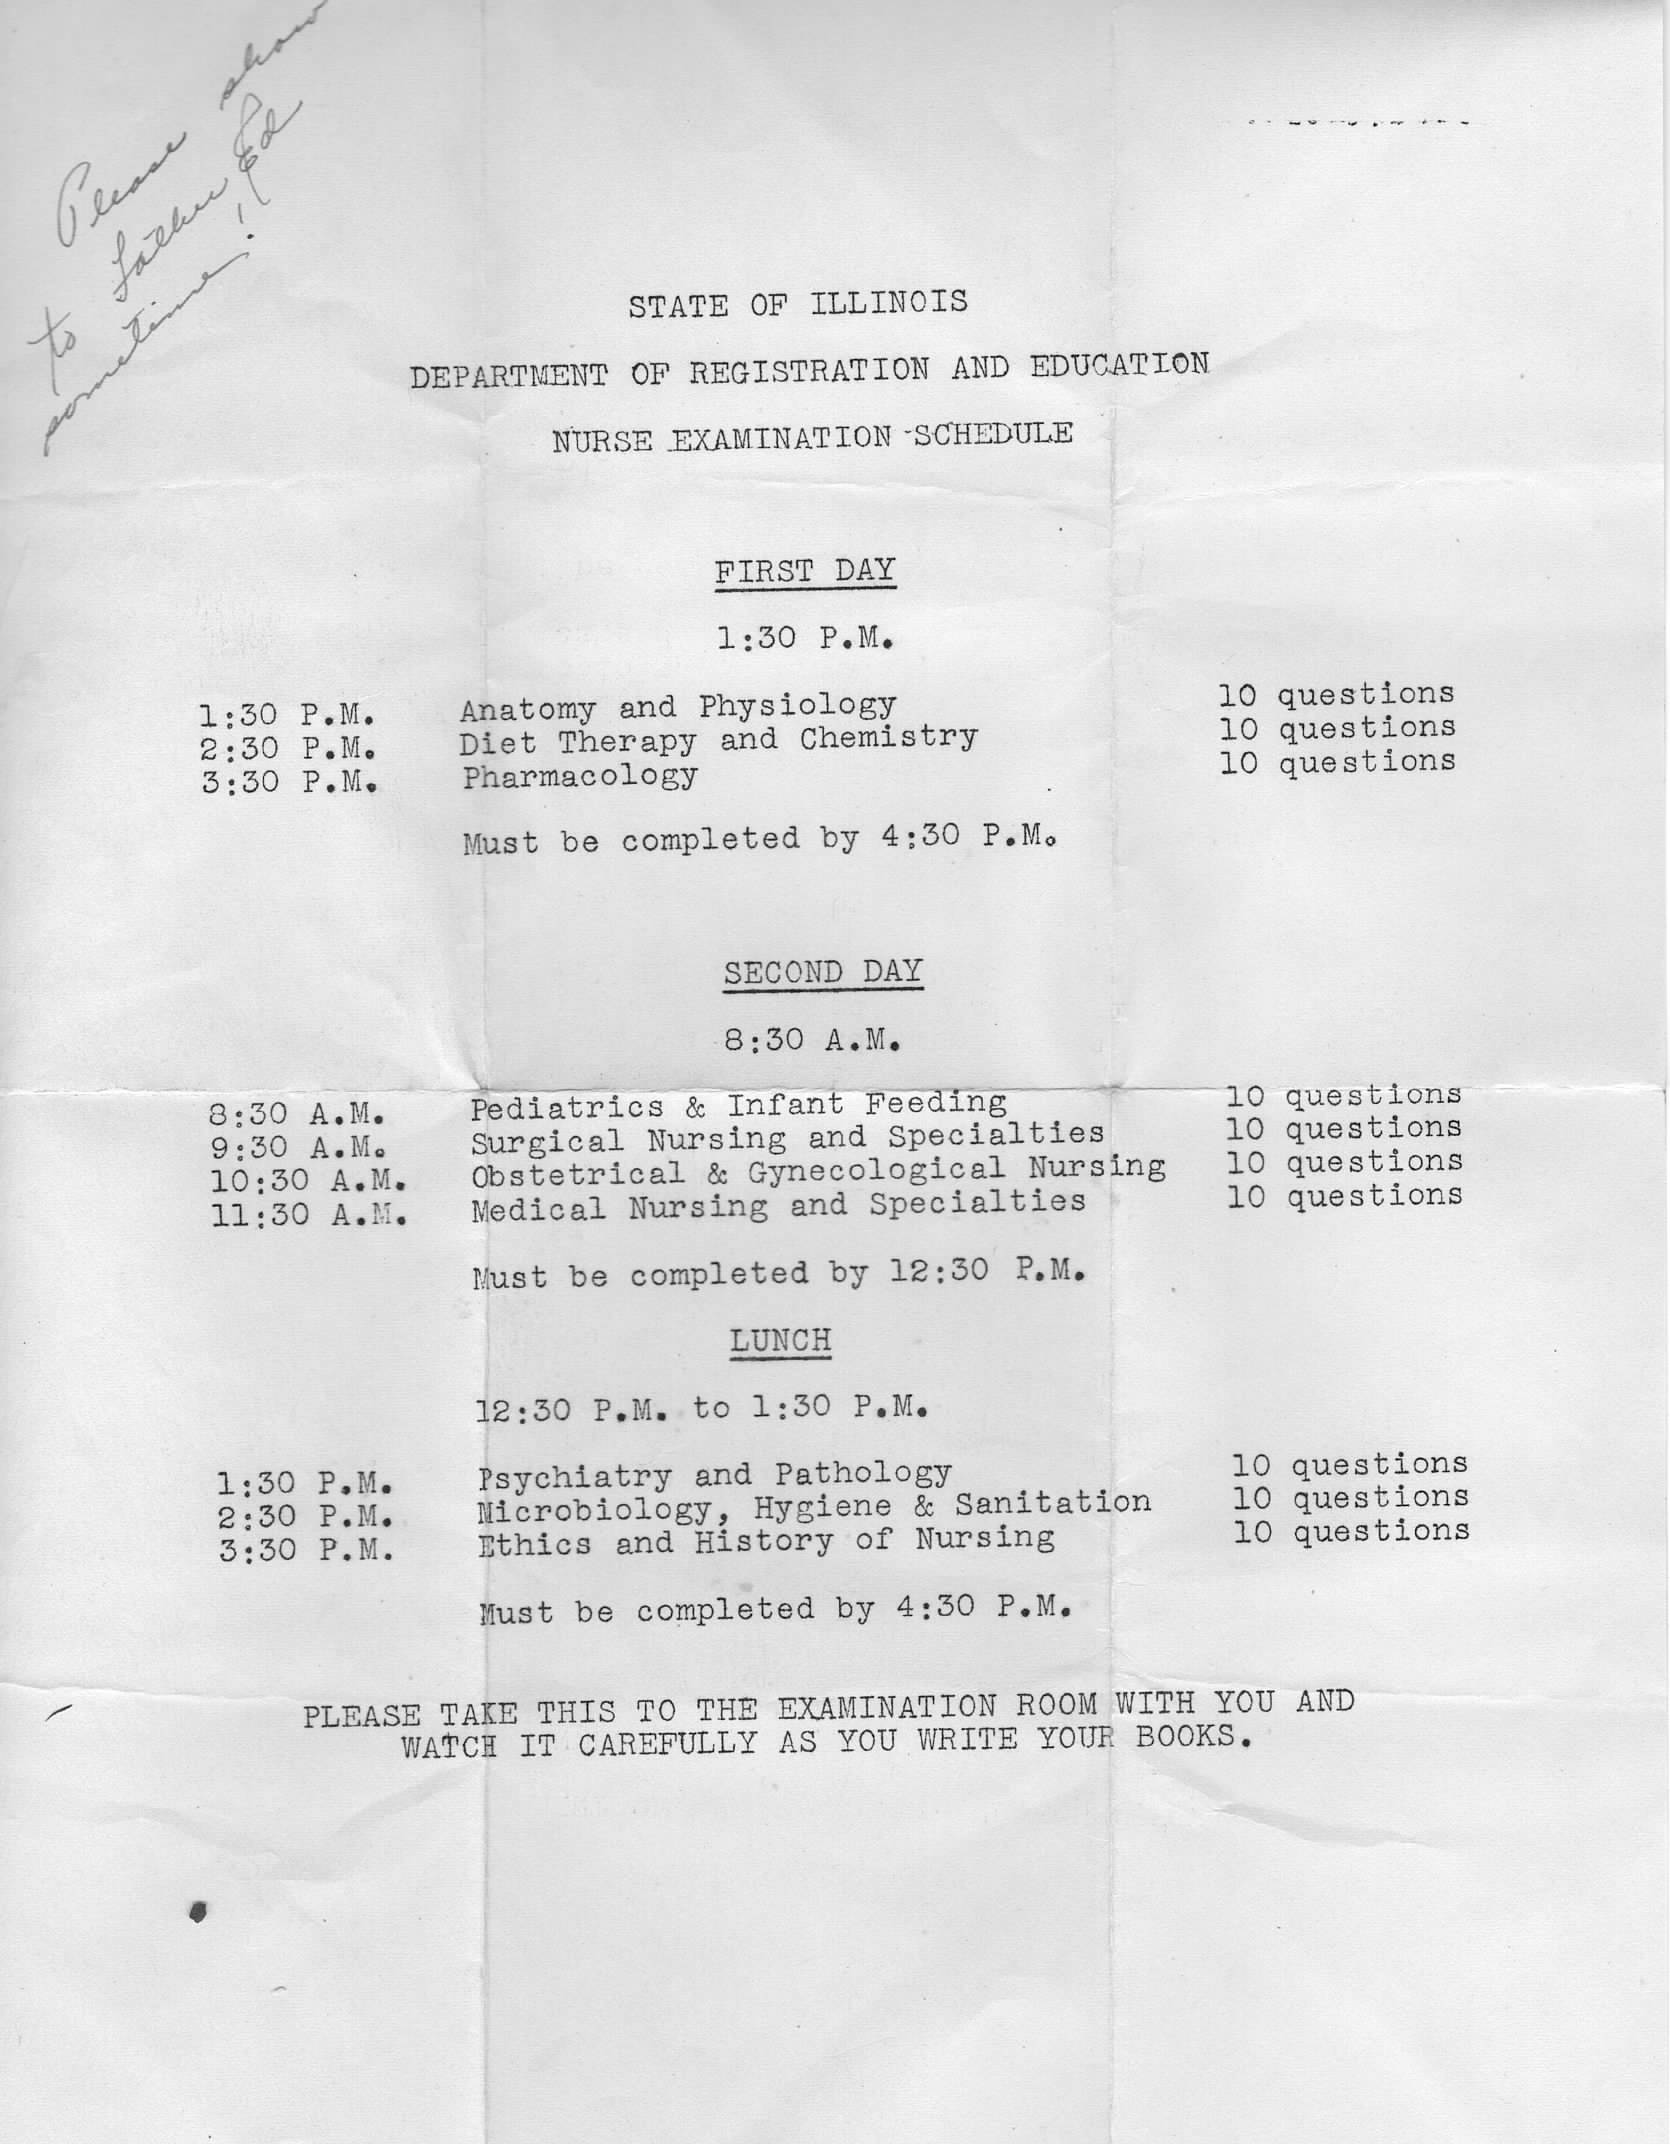 Please show
to Father Ed
sometime!!
STATE OF ILLINOIS
DEPARTMENT OF REGISTRATION AND EDUCATION
NURSE EXAMINATION SCHEDULE
FIRST DAY
1:30 P.M.
1:30 P.M. Anatomy and Physiology 10 questions
2:30 P.M. Diet Therapy and Chemistry 10 questions
3:30 P.M. Pharmacology 10 questions
Must be completed by 4:30 P.M.
SECOND DAY
8:30 A.M.
8:30 A.M. Pediatrics & Infant Feeding 10 questions
9:30 A.M. Surgical Nursing and Specialties 10 questions
10:30 A.M. Obstetrical & Gynecological Nursing 10 questions
11:30 A.M. Medical Nursing and Specialties 10 questions
Must be completed by 12:30 P.M.
LUNCH
12:30 P.M. to 1:30 P.M.
1:30 P.M. Psychiatry and Pathology 10 questions
2:30 P.M. Microbiology, Hygiene & Sanitation 10 questions
3:30 P.M. Ethics and History of Nursing 10 questions
Must be completed by 4:30 P.M.
PLEASE TAKE THIS TO THE EXAMINATION ROOM WITH YOU AND
WATCH IT CAREFULLY AS YOU WRITE YOUR BOOKS.